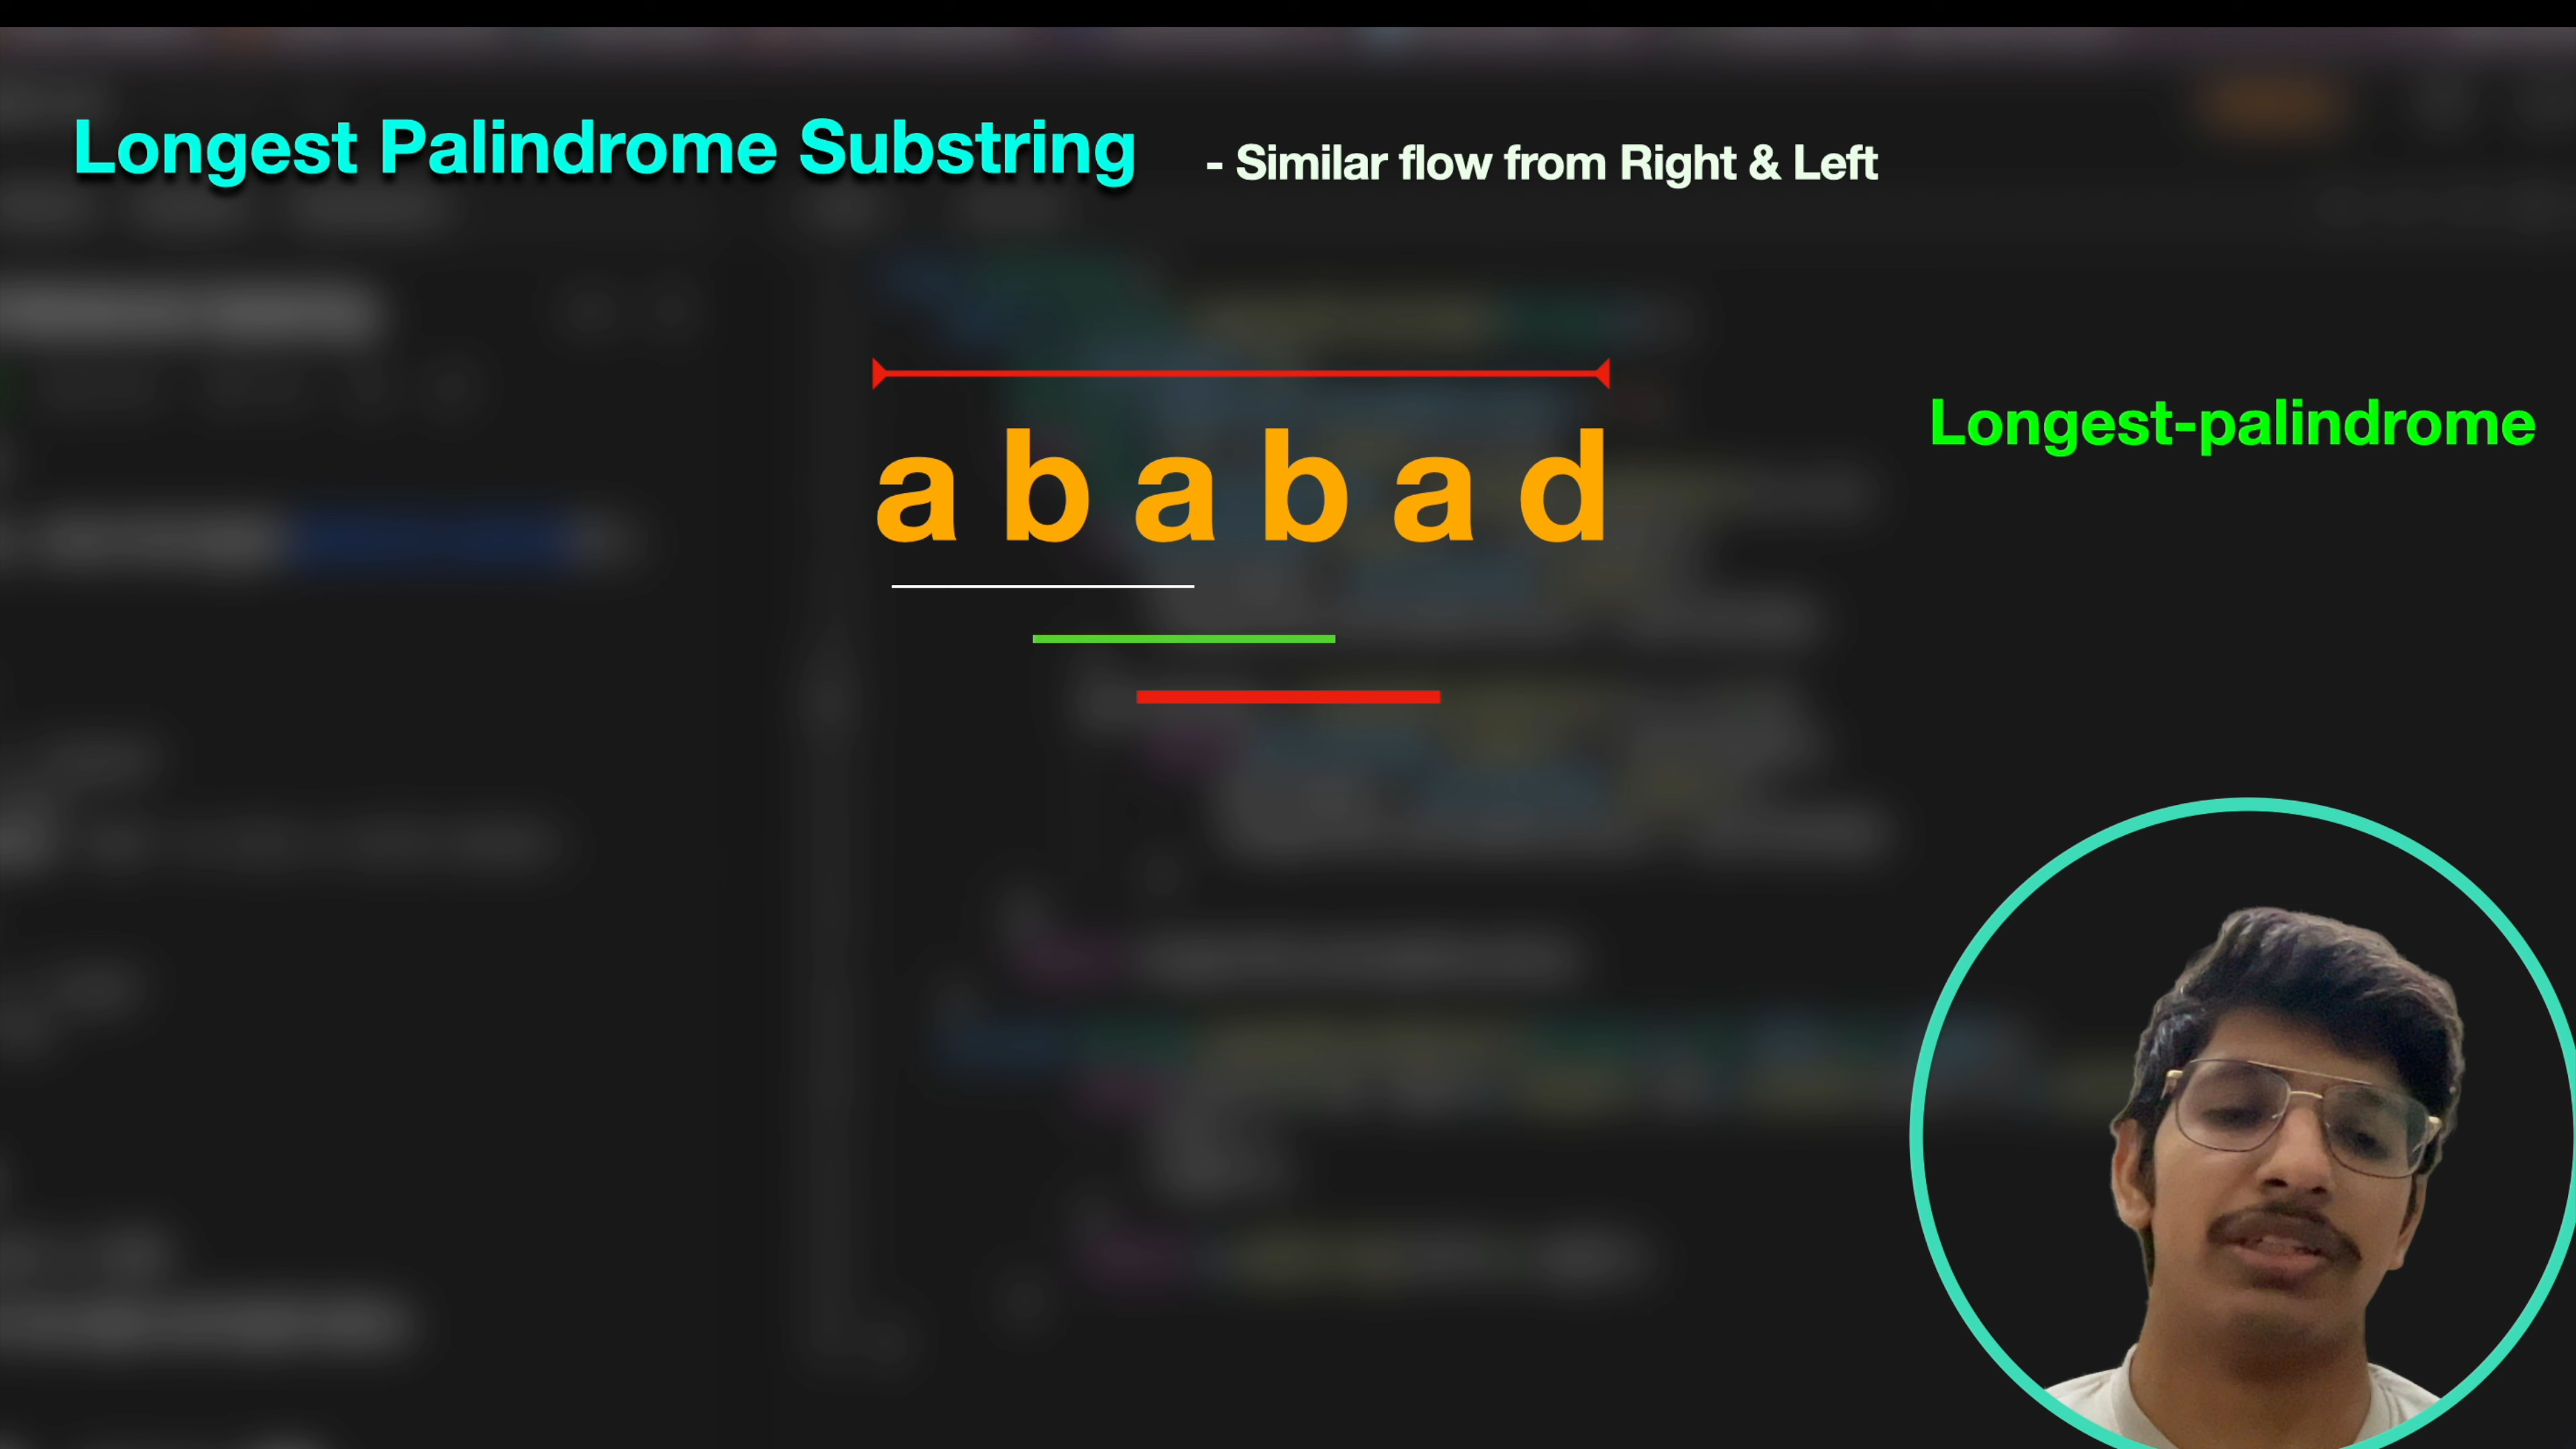 Longest Palindrome Substring - Similar flow from Right & Left
Longest-palindrome
a b a b a d